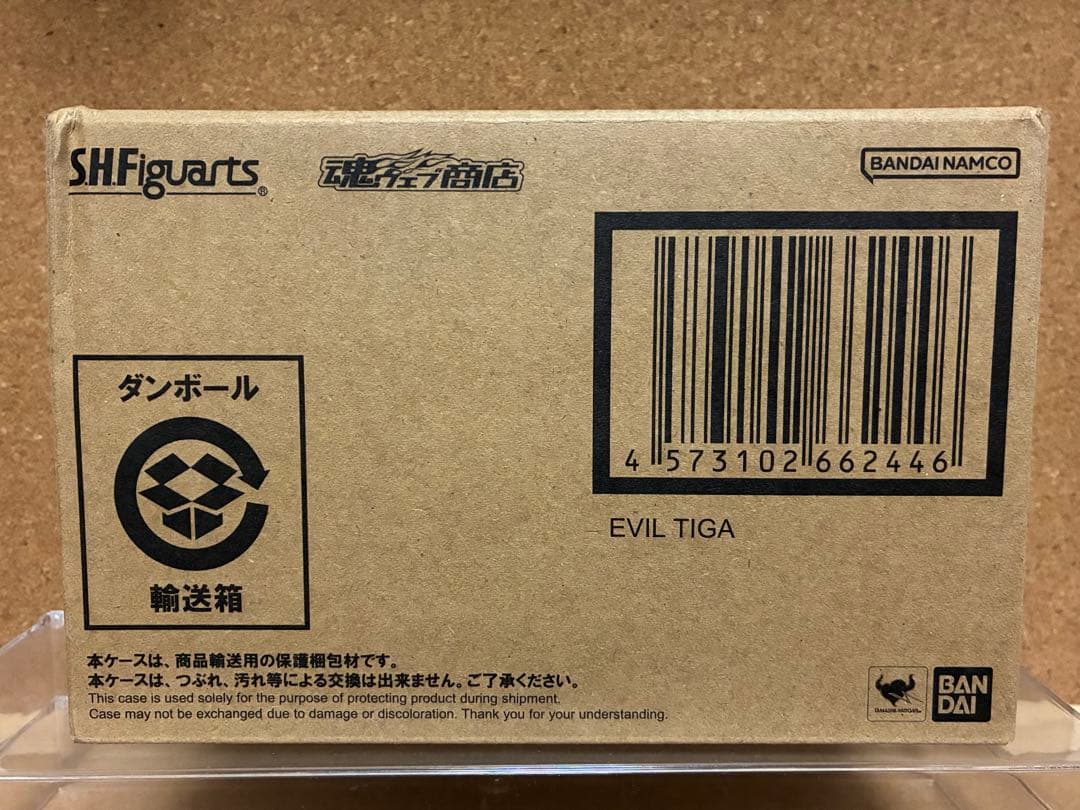 S.H.Figuarts®
魂ウェブ商店
BANDAI NAMCO
4 573102 662446
EVIL TIGA
ダンボール
輸送箱
本ケースは、商品輸送用の保護梱包材です。
本ケースは、つぶれ、汚れ等による交換は出来ません。ご了承ください。
This case is used solely for the purpose of protecting product during shipment.
Case may not be exchanged due to damage or discoloration. Thank you for your understanding.
TAMASHII NATIONS
BAN
DAI